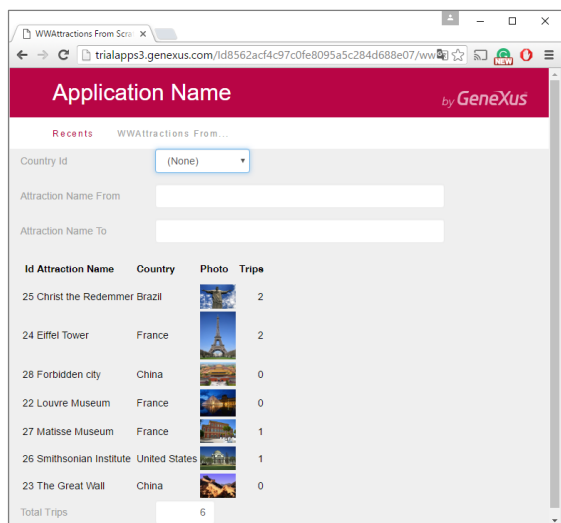 WWAttractions From Scra
trialapps3.genexus.com/Id8562acf4c97c0fe8095a5c284d688e07/ww
NEW
Application Name
by GeneXus
Recents WWAttractions From...
Country Id (None)
Attraction Name From
Attraction Name To
Id Attraction Name Country Photo Trips
25 Christ the Redemmer Brazil 2
24 Eiffel Tower France 2
28 Forbidden city China 0
22 Louvre Museum France 0
27 Matisse Museum France 1
26 Smithsonian Institute United States 1
23 The Great Wall China 0
Total Trips 6